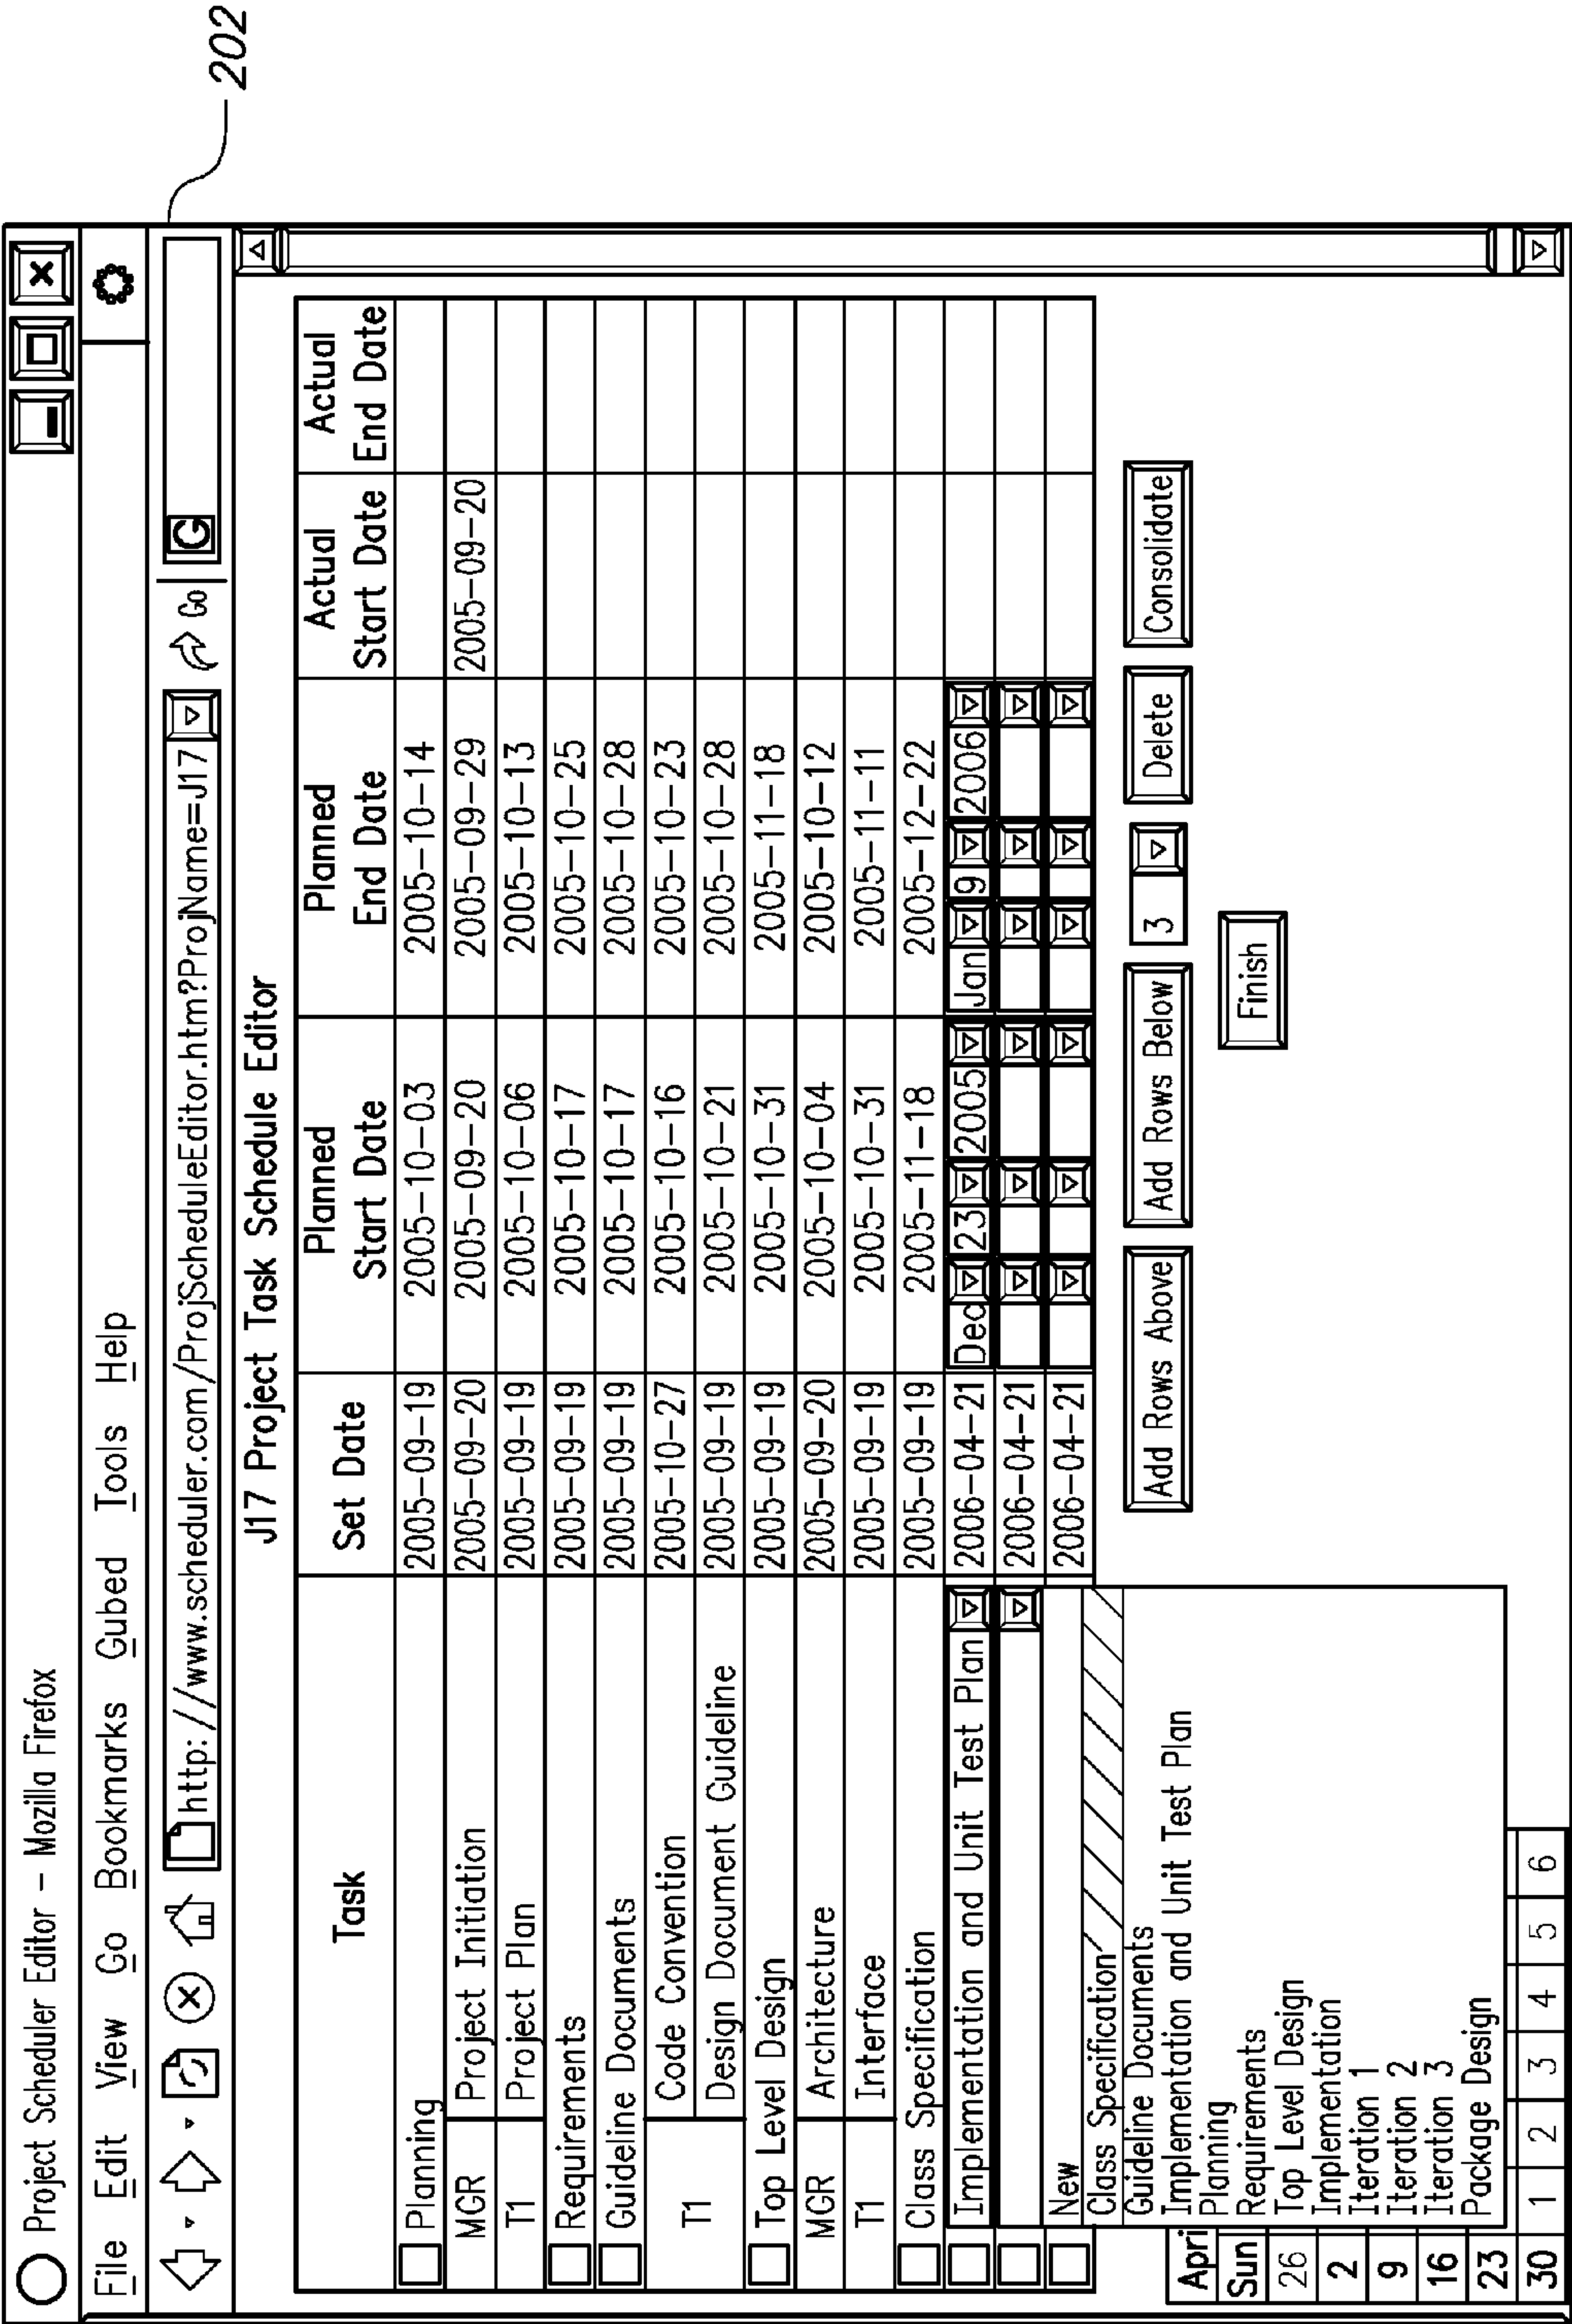 202
Project Scheduler Editor – Mozilla Firefox
File Edit View Go Bookmarks Gubed Tools Help
http://www.scheduler.com/ProjScheduleEditor.htm?ProjName=J17 Go G
J17 Project Task Schedule Editor
Task Set Date Planned Start Date Planned End Date Actual Start Date Actual End Date
Planning 2005-09-19 2005-10-03 2005-10-14
MGR Project Initiation 2005-09-20 2005-09-20 2005-09-29 2005-09-20
T1 Project Plan 2005-09-19 2005-10-06 2005-10-13
Requirements 2005-09-19 2005-10-17 2005-10-25
Guideline Documents 2005-09-19 2005-10-17 2005-10-28
T1 Code Convention 2005-10-27 2005-10-16 2005-10-23
Design Document Guideline 2005-09-19 2005-10-21 2005-10-28
Top Level Design 2005-09-19 2005-10-31 2005-11-18
MGR Architecture 2005-09-20 2005-10-04 2005-10-12
T1 Interface 2005-09-19 2005-10-31 2005-11-11
Class Specification 2005-09-19 2005-11-18 2005-12-22
Implementation and Unit Test Plan 2006-04-21 Dec 23 2005 Jan 9 2006
2006-04-21
New 2006-04-21
Class Specification
Guideline Documents
Implementation and Unit Test Plan
Planning
Requirements
Top Level Design
Implementation
Iteration 1
Iteration 2
Iteration 3
Package Design
Add Rows Above Add Rows Below 3 Delete Consolidate
Finish
Apri
Sun
26
2
9
16
23
30 1 2 3 4 5 6